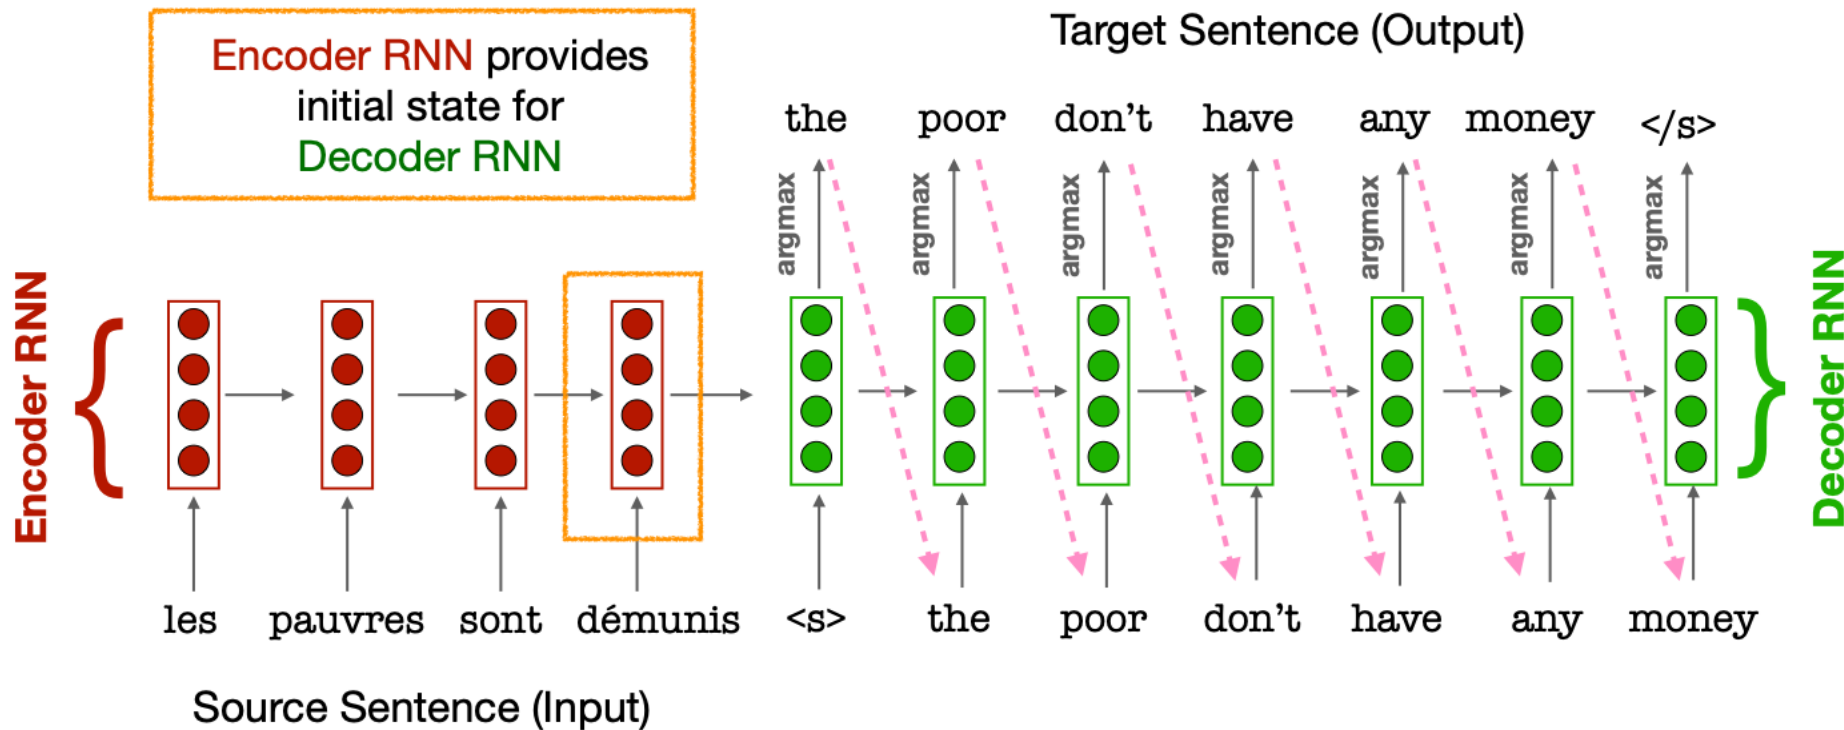 Encoder RNN provides
initial state for
Decoder RNN
Target Sentence (Output)
the poor don't have any money </s>
argmax argmax argmax argmax argmax argmax argmax
Encoder RNN
Decoder RNN
les pauvres sont démunis <s> the poor don't have any money
Source Sentence (Input)